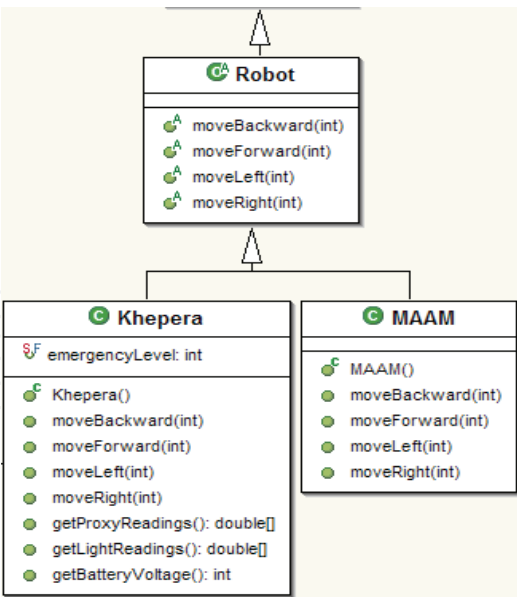 Robot
moveBackward(int)
moveForward(int)
moveLeft(int)
moveRight(int)
Khepera
emergencyLevel: int
Khepera()
moveBackward(int)
moveForward(int)
moveLeft(int)
moveRight(int)
getProxyReadings(): double[]
getLightReadings(): double[]
getBatteryVoltage(): int
MAAM
MAAM()
moveBackward(int)
moveForward(int)
moveLeft(int)
moveRight(int)